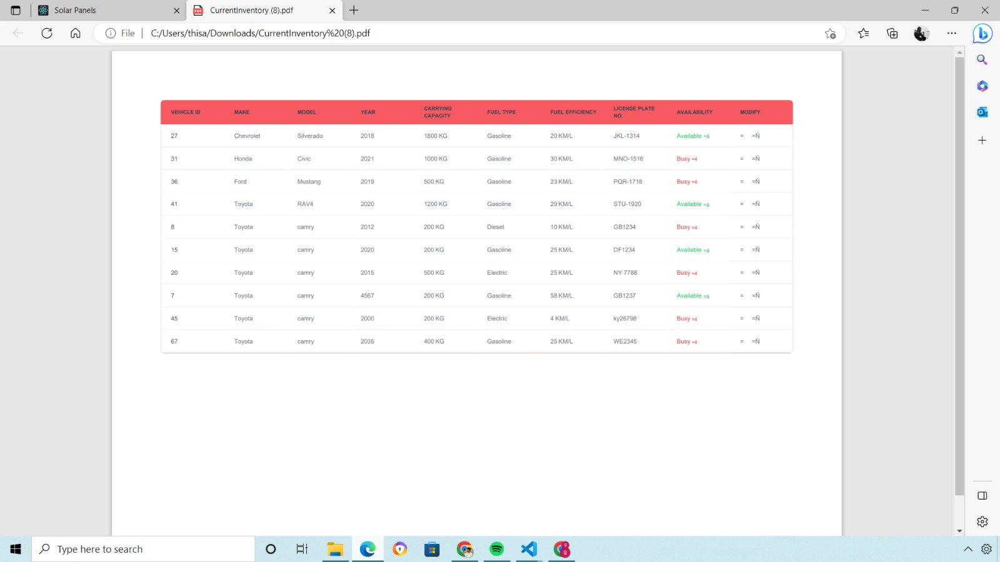 Solar Panels
CurrentInventory (8).pdf
File | C:/Users/thisa/Downloads/CurrentInventory%20(8).pdf
VEHICLE ID MAKE MODEL YEAR CARRYING CAPACITY FUEL TYPE FUEL EFFICIENCY LICENSE PLATE NO. AVAILABILITY MODIFY
27 Chevrolet Silverado 2018 1800 KG Gasoline 20 KM/L JKL-1314 Available =â = =Ñ
31 Honda Civic 2021 1000 KG Gasoline 30 KM/L MNO-1516 Busy =4 = =Ñ
36 Ford Mustang 2019 500 KG Gasoline 23 KM/L PQR-1718 Busy =4 = =Ñ
41 Toyota RAV4 2020 1200 KG Gasoline 29 KM/L STU-1920 Available =â = =Ñ
8 Toyota camry 2012 200 KG Diesel 10 KM/L GB1234 Busy =4 = =Ñ
15 Toyota camry 2020 200 KG Gasoline 25 KM/L DF1234 Available =â = =Ñ
20 Toyota camry 2015 500 KG Electric 25 KM/L NY 7788 Busy =4 = =Ñ
7 Toyota camry 4567 200 KG Gasoline 58 KM/L GB1237 Available =â = =Ñ
45 Toyota camry 2000 200 KG Electric 4 KM/L ky26798 Busy =4 = =Ñ
67 Toyota camry 2035 400 KG Gasoline 25 KM/L WE2345 Busy =4 = =Ñ
Type here to search